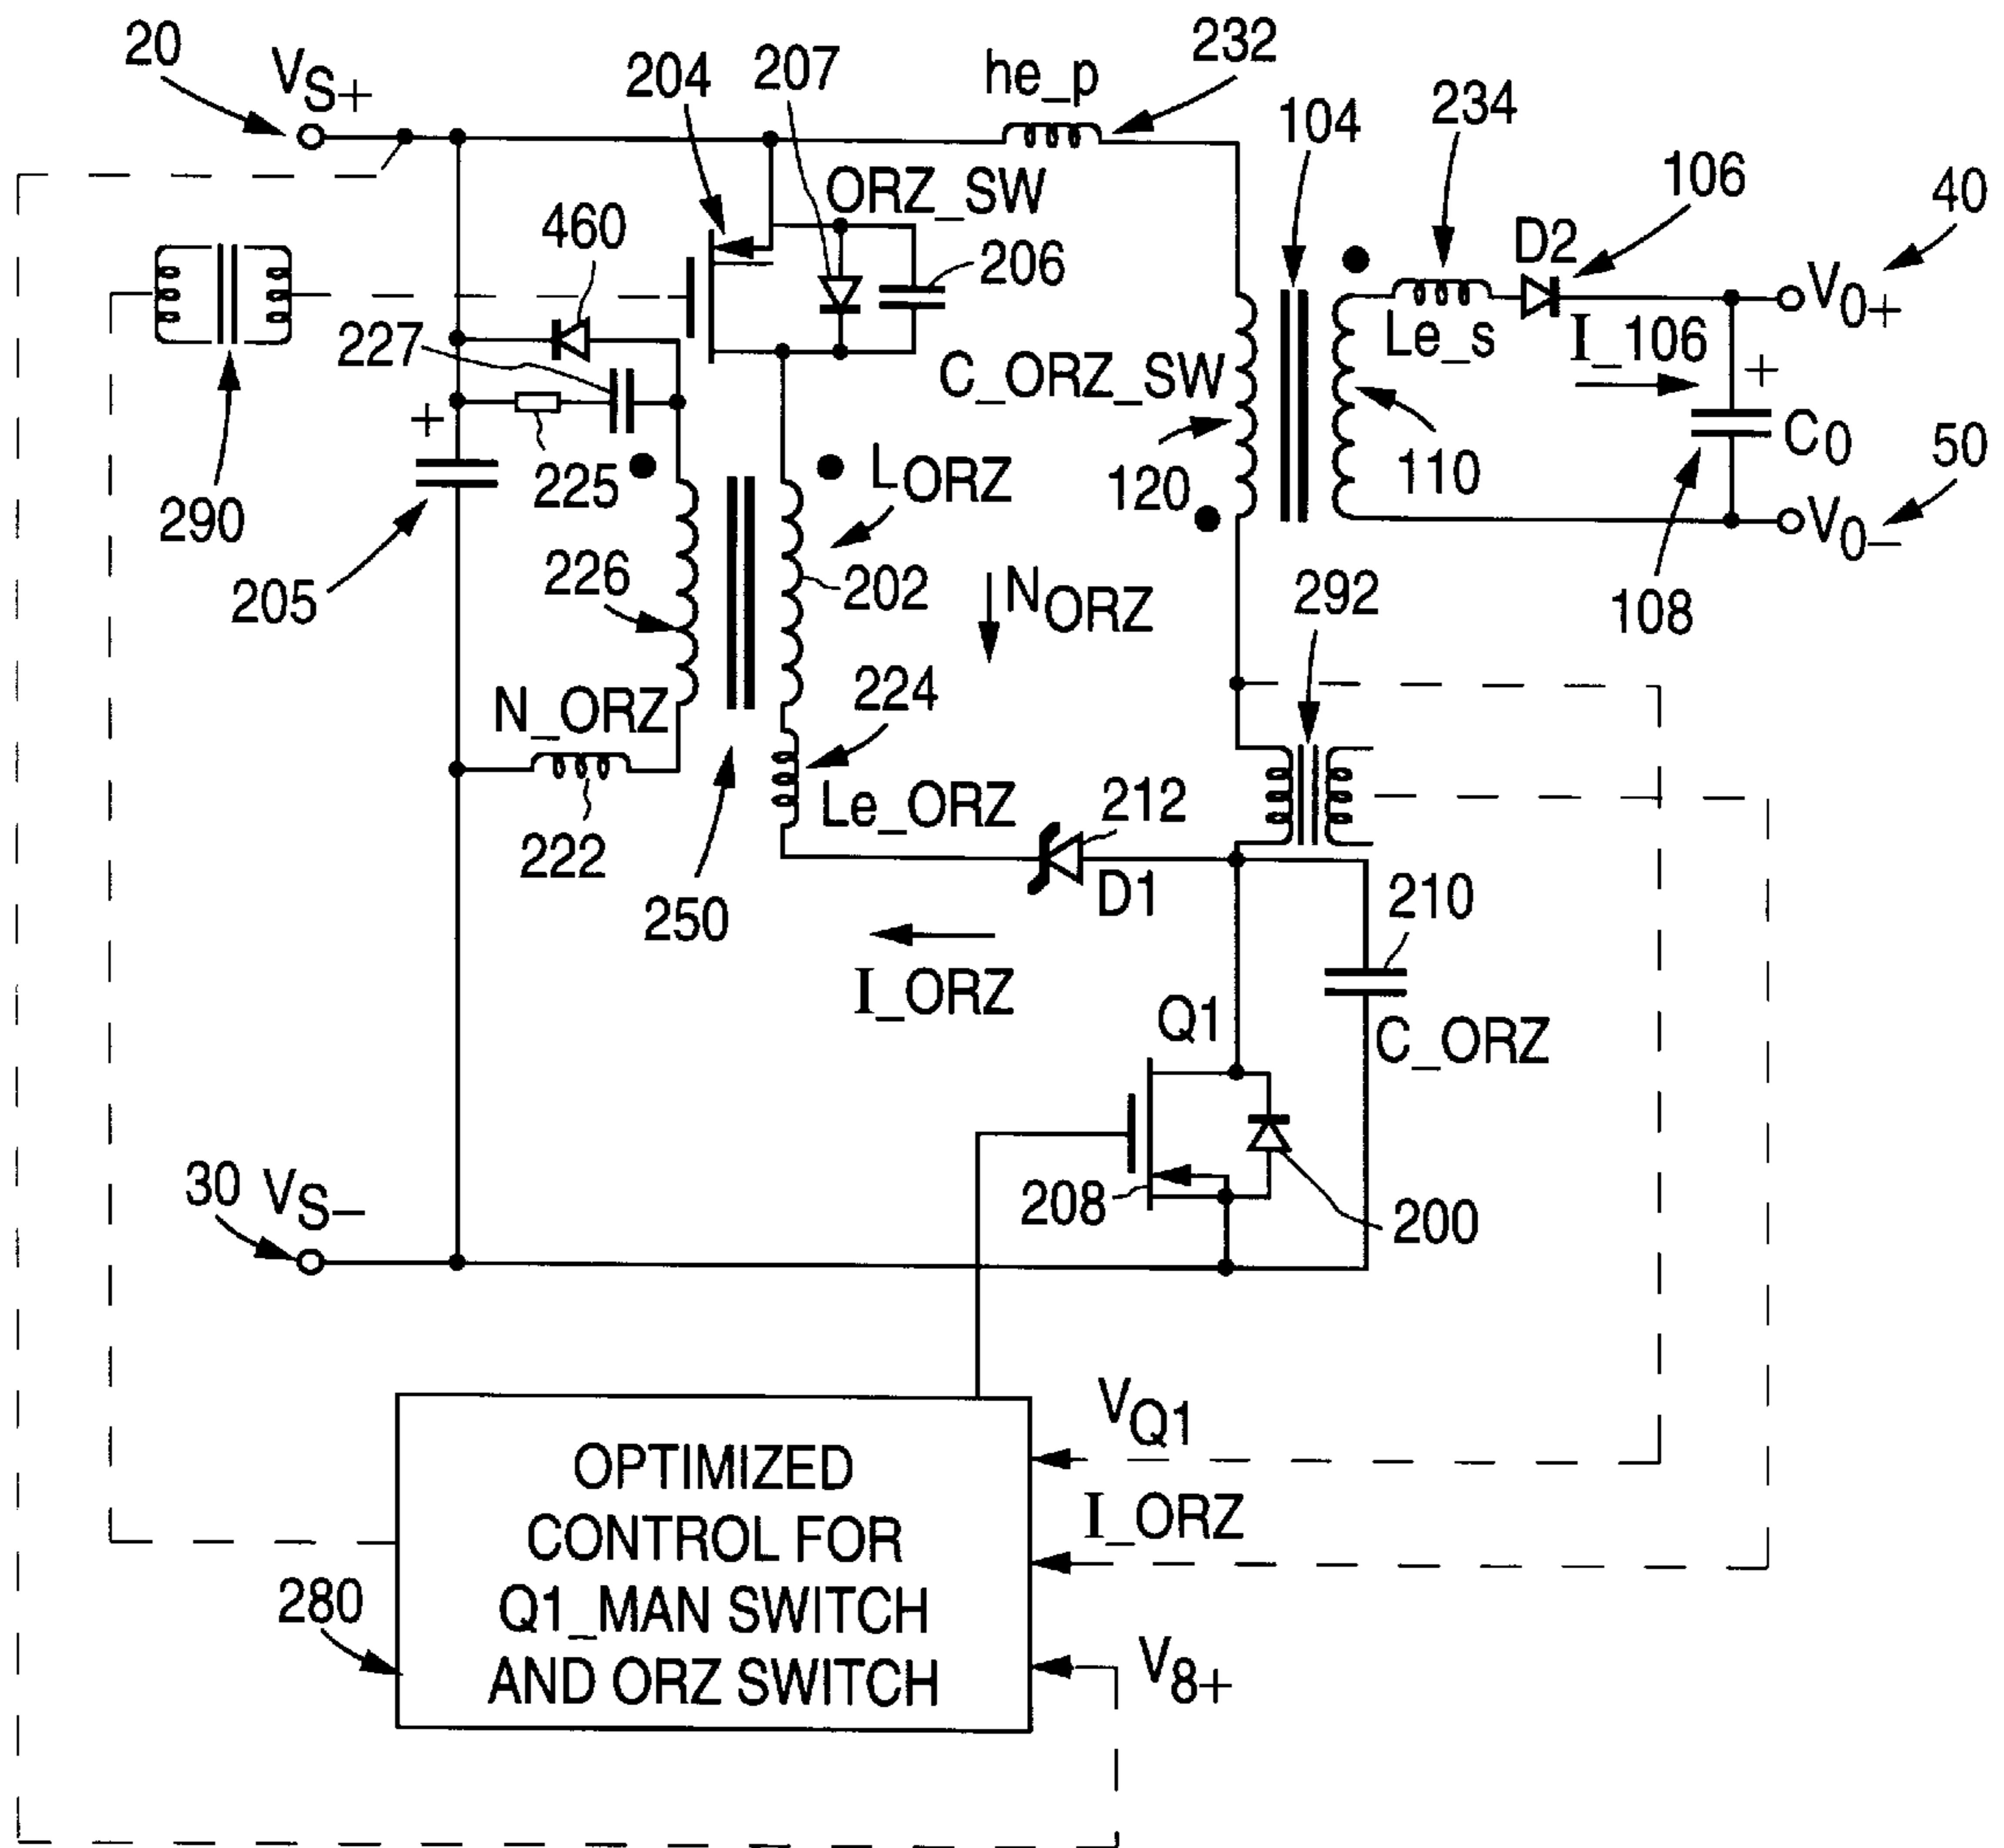 20
VS+
204
207
he_p
232
104
234
106
40
ORZ_SW
D2
460
206
V0+
227
Le_s
I_106
C_ORZ_SW
+
+
C0
50
290
225
LORZ
120
110
V0–
205
226
202
NORZ
292
108
N_ORZ
224
222
Le_ORZ
212
250
D1
210
I_ORZ
Q1
C_ORZ
30
VS–
208
200
OPTIMIZED
CONTROL FOR
Q1_MAN SWITCH
AND ORZ SWITCH
VQ1
I_ORZ
280
V8+